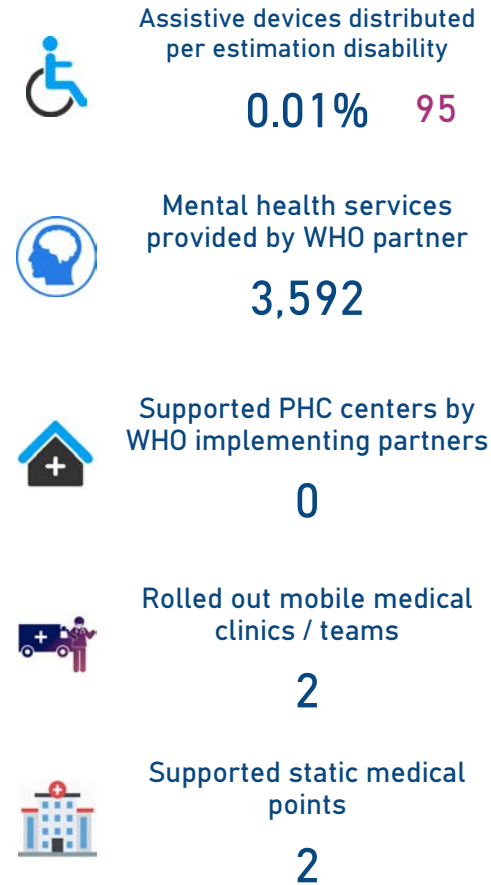 Assistive devices distributed
per estimation disability
0.01% 95
Mental health services
provided by WHO partner
3,592
Supported PHC centers by
WHO implementing partners
0
Rolled out mobile medical
clinics / teams
2
Supported static medical
points
2